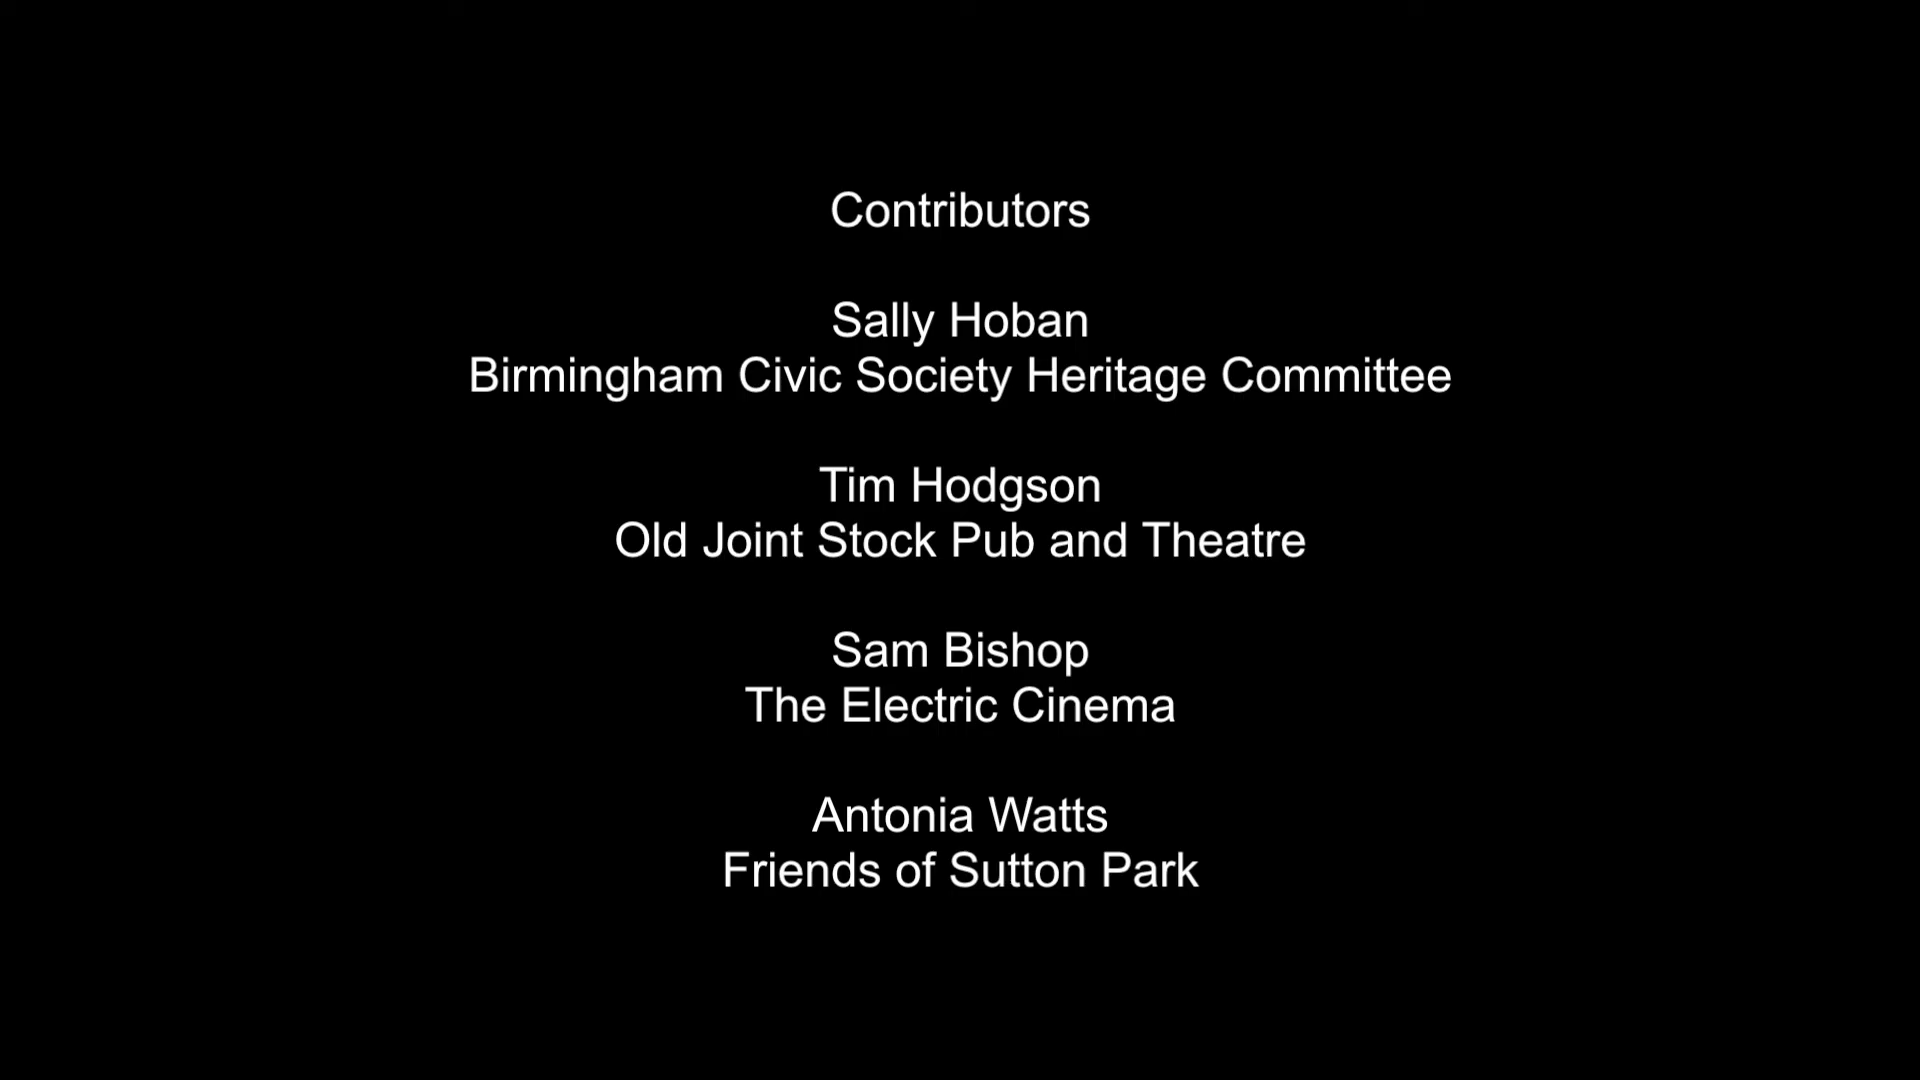 Contributors
Sally Hoban
Birmingham Civic Society Heritage Committee
Tim Hodgson
Old Joint Stock Pub and Theatre
Sam Bishop
The Electric Cinema
Antonia Watts
Friends of Sutton Park